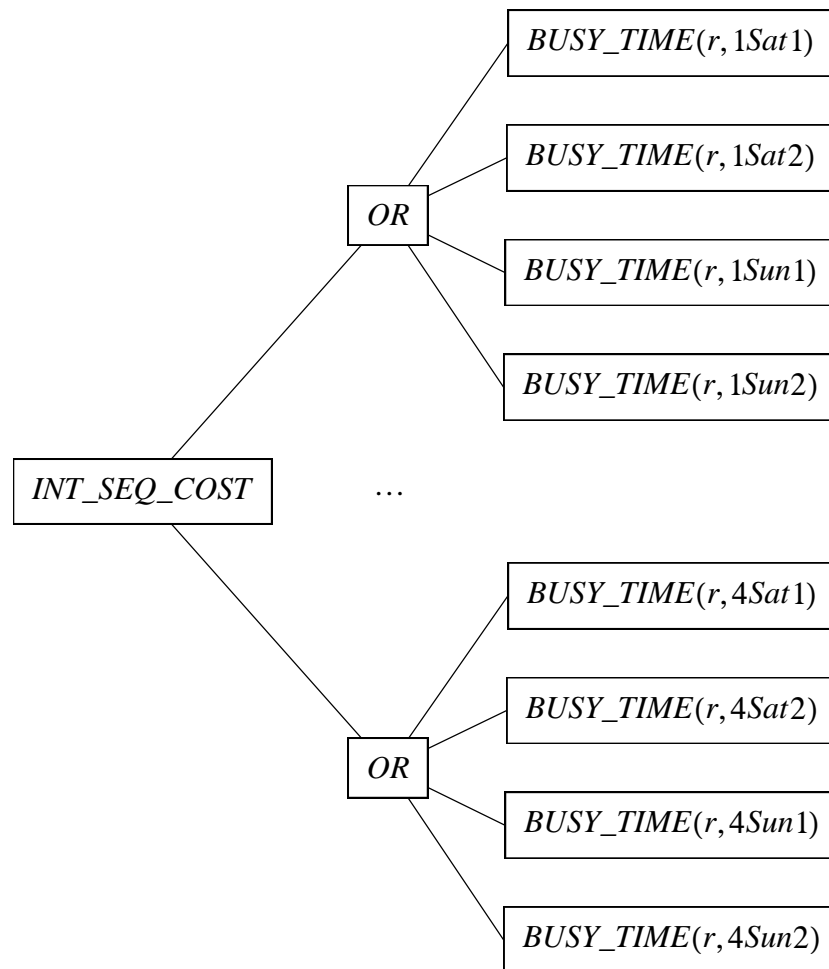 BUSY_TIME(r, 1Sat1)
BUSY_TIME(r, 1Sat2)
OR
BUSY_TIME(r, 1Sun1)
BUSY_TIME(r, 1Sun2)
INT_SEQ_COST
...
BUSY_TIME(r, 4Sat1)
BUSY_TIME(r, 4Sat2)
OR
BUSY_TIME(r, 4Sun1)
BUSY_TIME(r, 4Sun2)